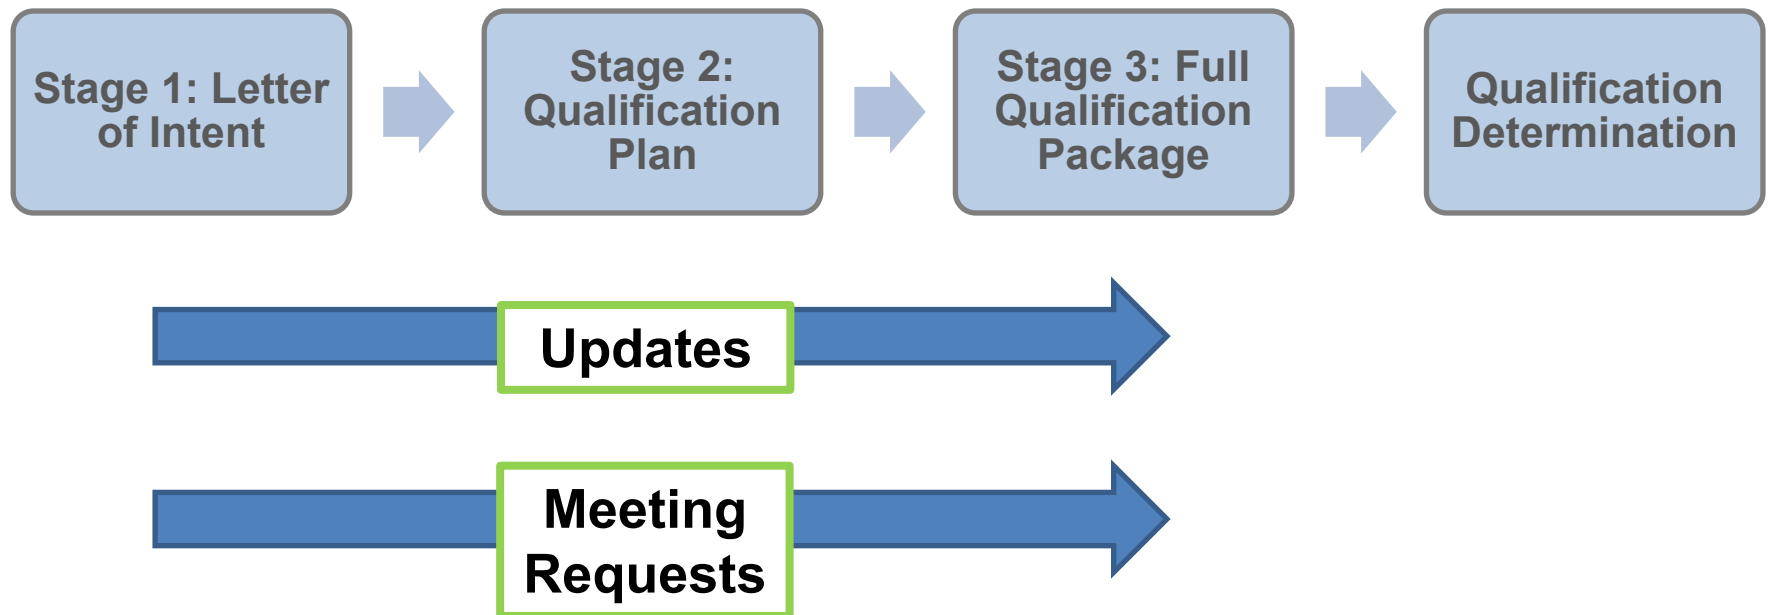 Stage 1: Letter
of Intent
Stage 2:
Qualification
Plan
Stage 3: Full
Qualification
Package
Qualification
Determination
Updates
Meeting
Requests